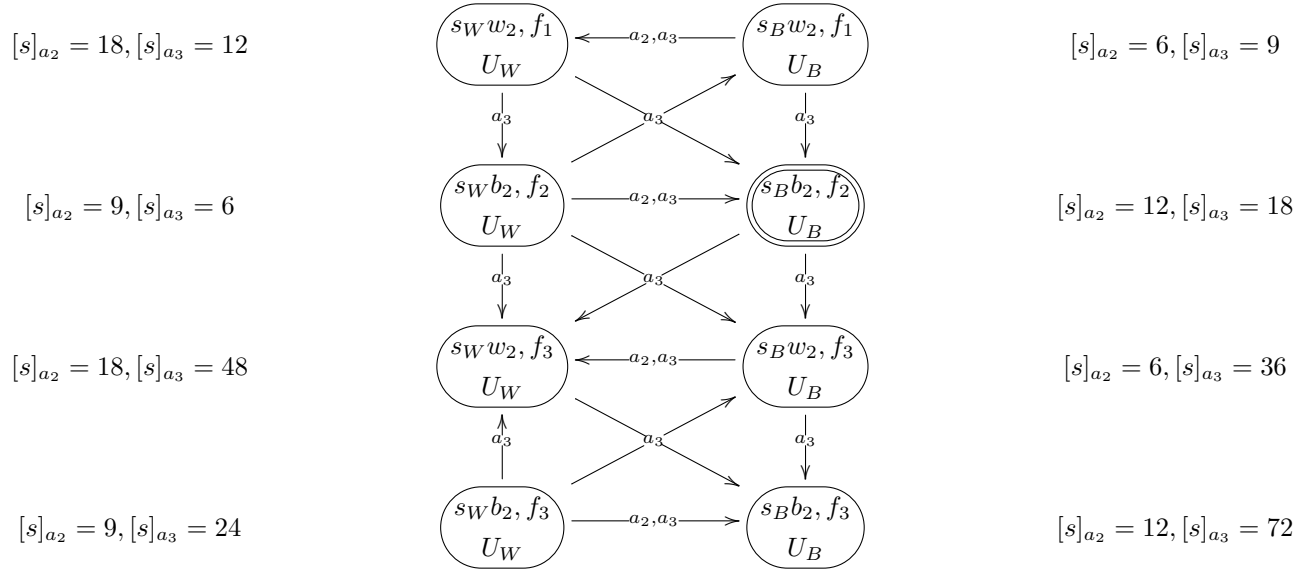 [s]_{a_2} = 18, [s]_{a_3} = 12
s_W w_2, f_1
U_W
a_2,a_3
s_B w_2, f_1
U_B
[s]_{a_2} = 6, [s]_{a_3} = 9
a_3
a_3
a_3
[s]_{a_2} = 9, [s]_{a_3} = 6
s_W b_2, f_2
U_W
a_2,a_3
s_B b_2, f_2
U_B
[s]_{a_2} = 12, [s]_{a_3} = 18
a_3
a_3
a_3
[s]_{a_2} = 18, [s]_{a_3} = 48
s_W w_2, f_3
U_W
a_2,a_3
s_B w_2, f_3
U_B
[s]_{a_2} = 6, [s]_{a_3} = 36
a_3
a_3
a_3
[s]_{a_2} = 9, [s]_{a_3} = 24
s_W b_2, f_3
U_W
a_2,a_3
s_B b_2, f_3
U_B
[s]_{a_2} = 12, [s]_{a_3} = 72